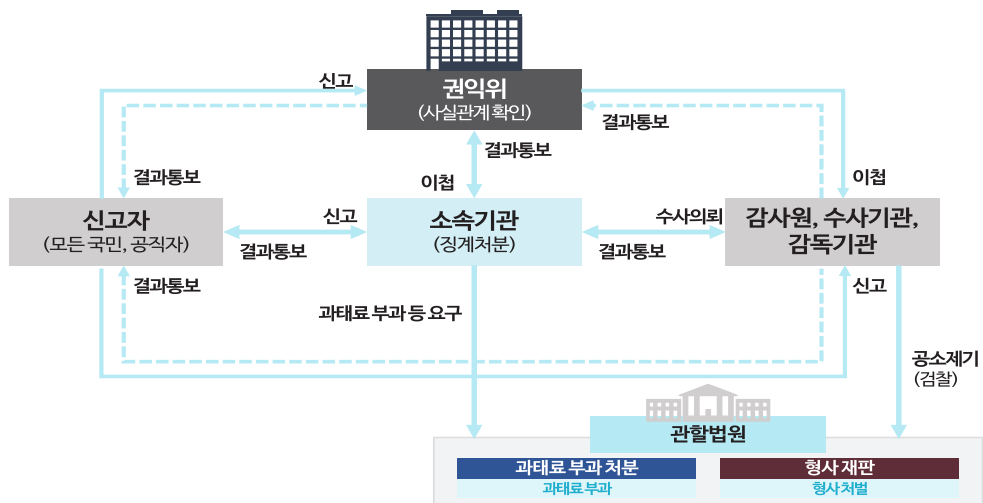 신고
권익위
(사실관계 확인)
결과통보
결과통보
결과통보
이첩
이첩
신고자
(모든 국민, 공직자)
신고
결과통보
소속기관
(징계처분)
수사의뢰
결과통보
감사원, 수사기관,
감독기관
결과통보
신고
과태료 부과 등 요구
공소제기
(검찰)
관할법원
과태료 부과 처분
과태료 부과
형사 재판
형사 처벌